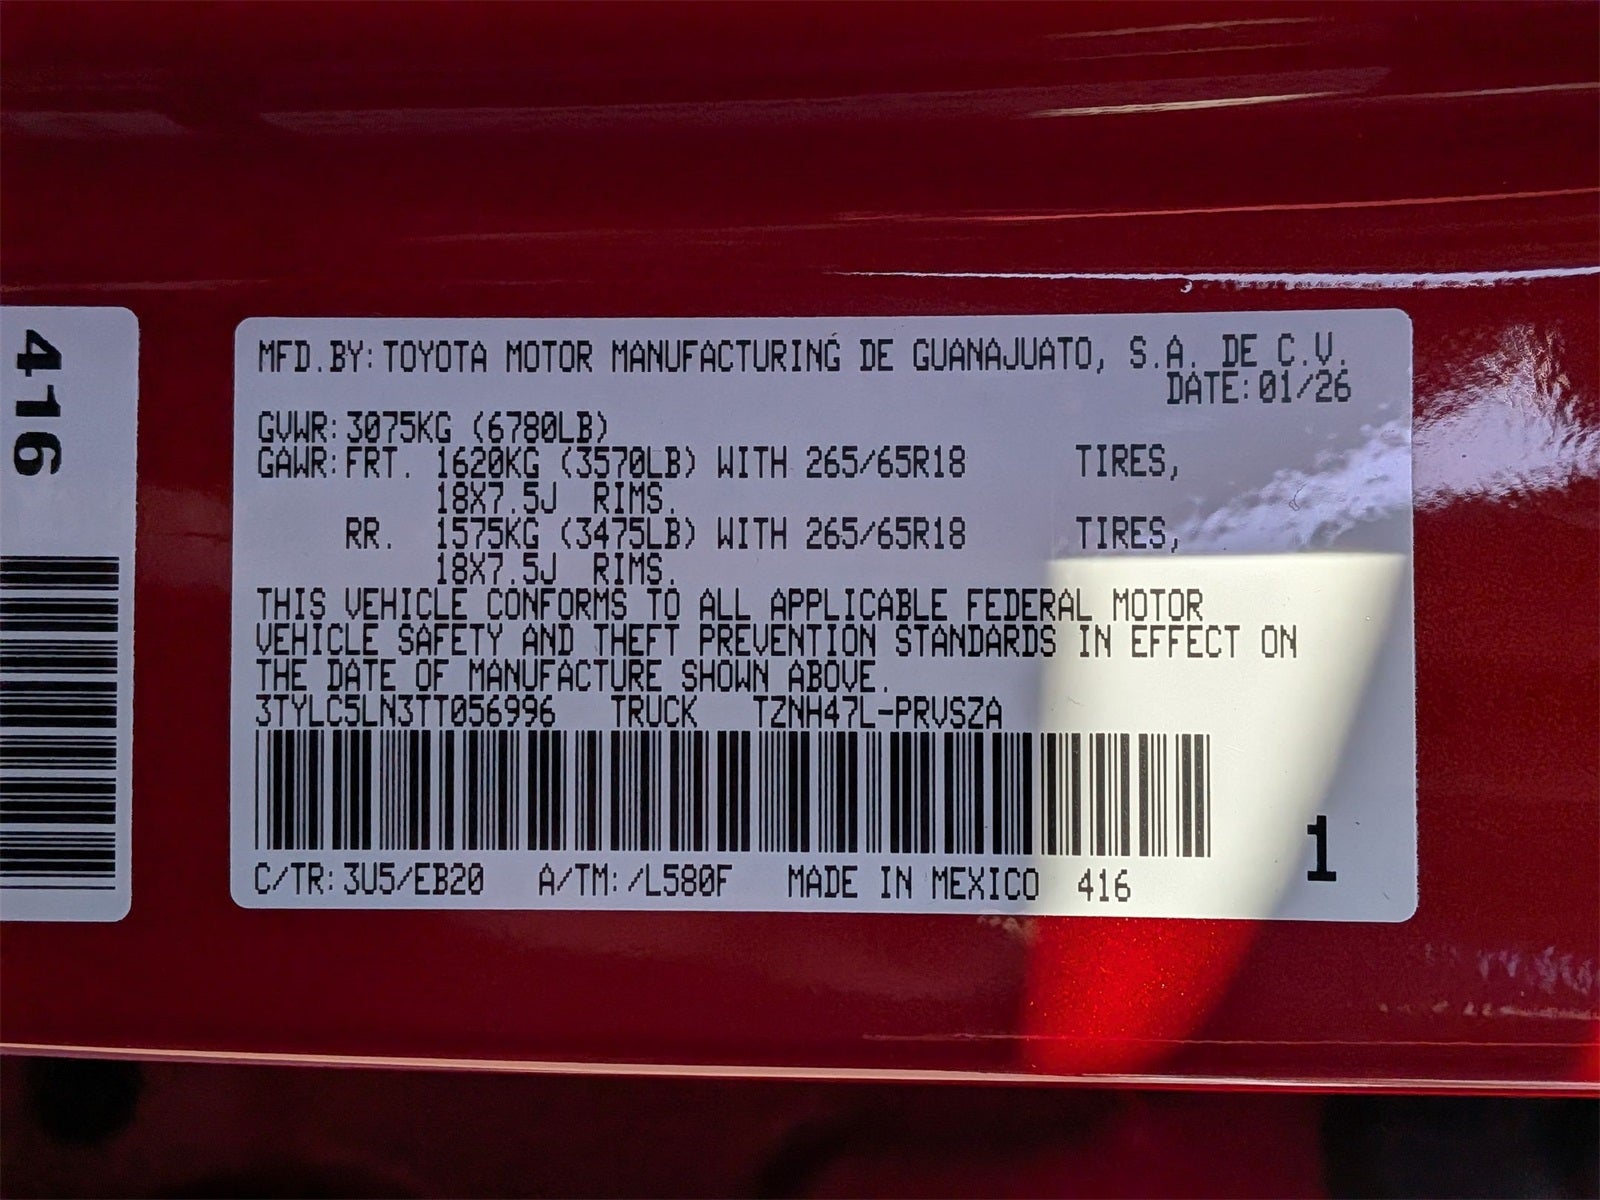 416
MFD.BY:TOYOTA MOTOR MANUFACTURING DE GUANAJUATO, S.A. DE C.V.
DATE:01/26
GVWR:3075KG (6780LB)
GAWR:FRT. 1620KG (3570LB) WITH 265/65R18 TIRES,
18X7.5J RIMS.
RR. 1575KG (3475LB) WITH 265/65R18 TIRES,
18X7.5J RIMS.
THIS VEHICLE CONFORMS TO ALL APPLICABLE FEDERAL MOTOR
VEHICLE SAFETY AND THEFT PREVENTION STANDARDS IN EFFECT ON
THE DATE OF MANUFACTURE SHOWN ABOVE.
3TYLC5LN3TT056996 TRUCK TZNH47L-PRVSZA
1
C/TR:3U5/EB20 A/TM:/L580F MADE IN MEXICO 416